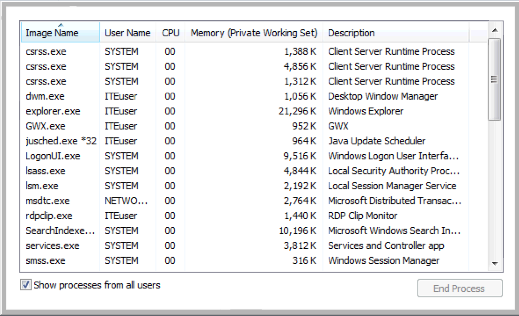 Image Name User Name CPU Memory (Private Working Set) Description
csrss.exe SYSTEM 00 1,388 K Client Server Runtime Process
csrss.exe SYSTEM 00 4,856 K Client Server Runtime Process
csrss.exe SYSTEM 00 1,312 K Client Server Runtime Process
dwm.exe ITEuser 00 1,056 K Desktop Window Manager
explorer.exe ITEuser 00 21,296 K Windows Explorer
GWX.exe ITEuser 00 952 K GWX
jusched.exe *32 ITEuser 00 964 K Java Update Scheduler
LogonUI.exe SYSTEM 00 9,516 K Windows Logon User Interfa...
lsass.exe SYSTEM 00 4,844 K Local Security Authority Proc...
lsm.exe SYSTEM 00 2,192 K Local Session Manager Service
msdtc.exe NETWO... 00 2,764 K Microsoft Distributed Transac...
rdpclip.exe ITEuser 00 1,440 K RDP Clip Monitor
SearchIndexe... SYSTEM 00 10,196 K Microsoft Windows Search In...
services.exe SYSTEM 00 3,812 K Services and Controller app
smss.exe SYSTEM 00 316 K Windows Session Manager
Show processes from all users
End Process